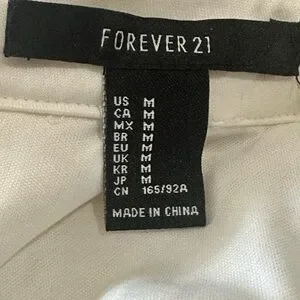 FOREVER 21
US M
CA M
MX M
BR M
EU M
UK M
KR M
JP M
CN 165/92A
MADE IN CHINA